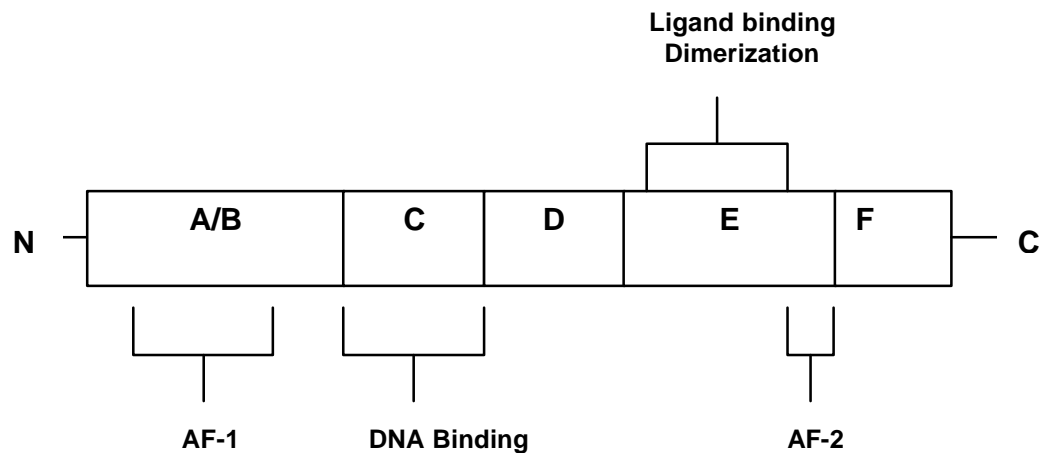 Ligand binding
Dimerization
A/B
C
D
E
F
N
C
AF-1
DNA Binding
AF-2